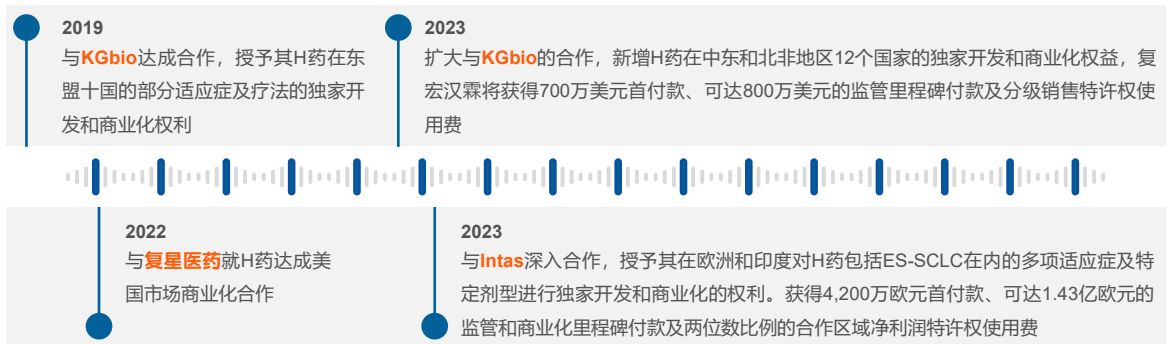 2019
与KGbio达成合作，授予其H药在东
盟十国的部分适应症及疗法的独家开
发和商业化权利
2023
扩大与KGbio的合作，新增H药在中东和北非地区12个国家的独家开发和商业化权益，复
宏汉霖将获得700万美元首付款、可达800万美元的监管里程碑付款及分级销售特许权使
用费
2022
与复星医药就H药达成美
国市场商业化合作
2023
与Intas深入合作，授予其在欧洲和印度对H药包括ES-SCLC在内的多项适应症及特
定剂型进行独家开发和商业化的权利。获得4,200万欧元首付款、可达1.43亿欧元的
监管和商业化里程碑付款及两位数比例的合作区域净利润特许权使用费